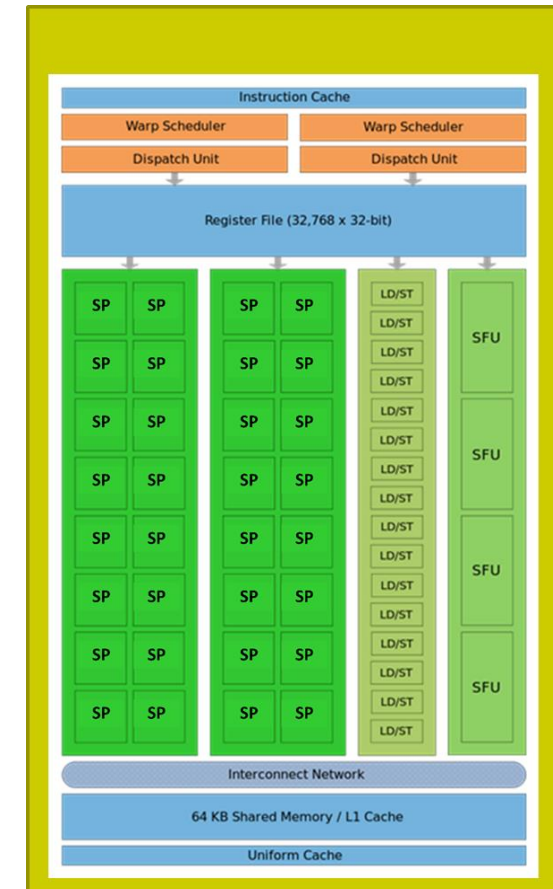 Instruction Cache
Warp Scheduler Warp Scheduler
Dispatch Unit Dispatch Unit
Register File (32,768 x 32-bit)
SP SP SP SP LD/ST
LD/ST
SFU
SP SP SP SP LD/ST
LD/ST
SP SP SP SP LD/ST
LD/ST
SFU
SP SP SP SP LD/ST
LD/ST
SP SP SP SP LD/ST
LD/ST
SFU
SP SP SP SP LD/ST
LD/ST
SP SP SP SP LD/ST
LD/ST
SFU
SP SP SP SP LD/ST
LD/ST
Interconnect Network
64 KB Shared Memory / L1 Cache
Uniform Cache